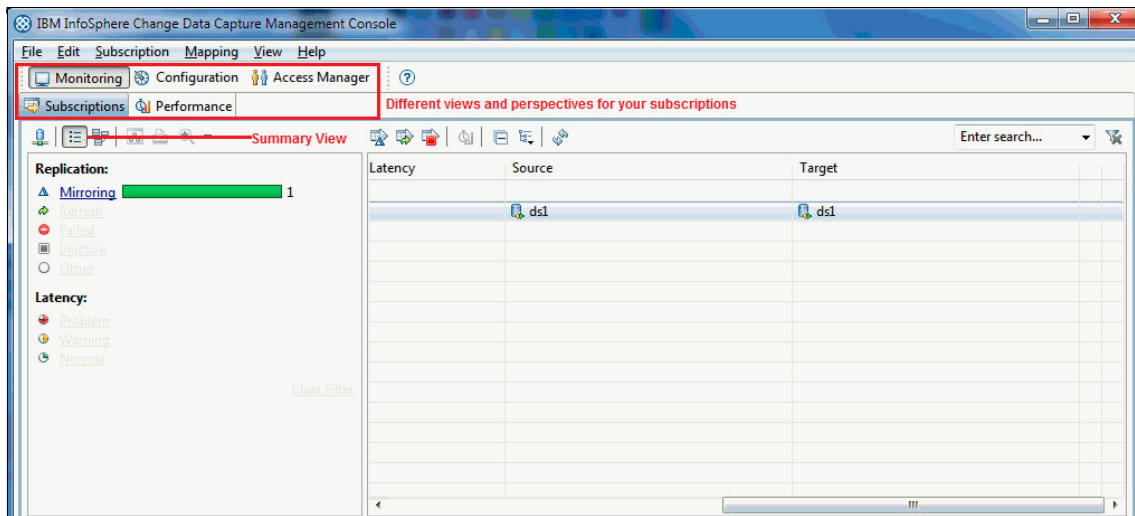 IBM InfoSphere Change Data Capture Management Console
File Edit Subscription Mapping View Help
Monitoring Configuration Access Manager
Subscriptions Performance
Different views and perspectives for your subscriptions
Summary View
Enter search...
Replication:
Mirroring 1
Refresh
Failed
Inactive
Other
Latency:
Problem
Warning
Normal
Clear Filter
Latency Source Target
ds1 ds1